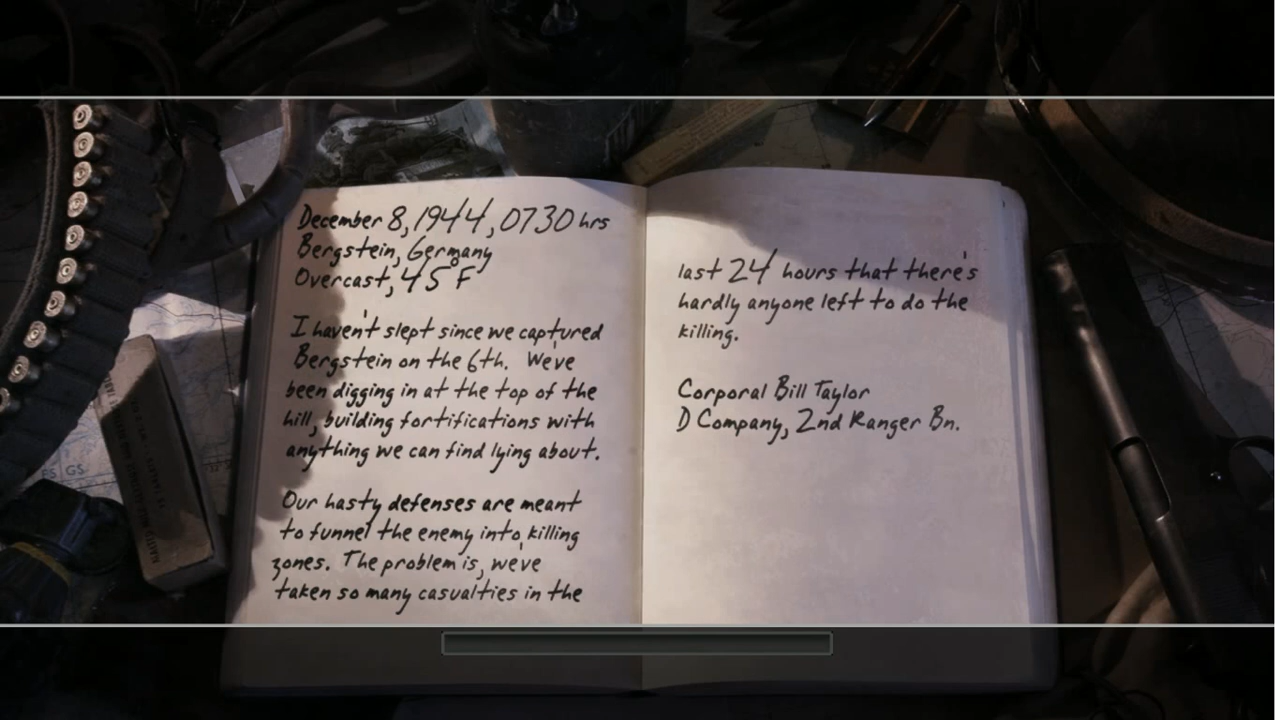 December 8, 1944, 0730 hrs
Bergstein, Germany
Overcast, 45°F
I haven't slept since we captured
Bergstein on the 6th. We've
been digging in at the top of the
hill, building fortifications with
anything we can find lying about.
Our hasty defenses are meant
to funnel the enemy into killing
zones. The problem is, we've
taken so many casualties in the
last 24 hours that there's
hardly anyone left to do the
killing.
Corporal Bill Taylor
D Company, 2nd Ranger Bn.